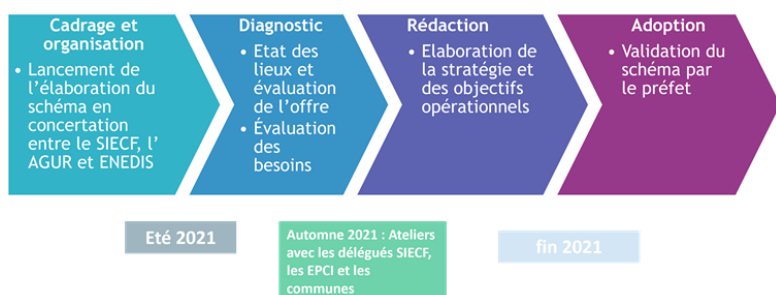 Cadrage et
organisation
• Lancement de
l'élaboration du
schéma en
concertation
entre le SIECF, l'
AGUR et ENEDIS
Diagnostic
• Etat des
lieux et
évaluation
de l'offre
• Évaluation
des
besoins
Rédaction
• Elaboration de
la stratégie et
des objectifs
opérationnels
Adoption
• Validation du
schéma par
le préfet
Eté 2021
Automne 2021 : Ateliers
avec les délégués SIECF,
les EPCI et les
communes
fin 2021